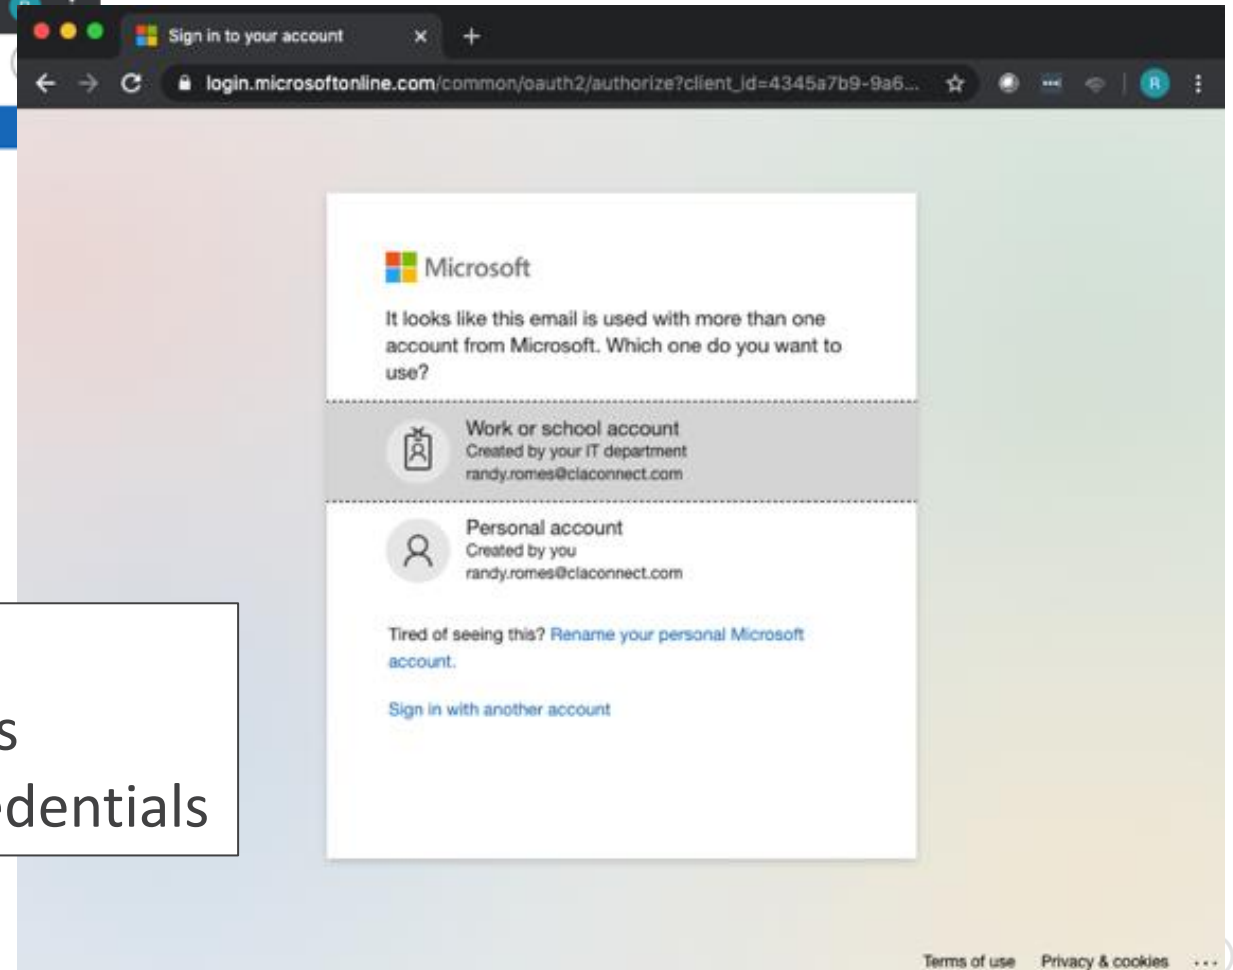 Sign in to your account
login.microsoftonline.com/common/oauth2/authorize?client_id=4345a7b9-9a6...
R
Microsoft
It looks like this email is used with more than one
account from Microsoft. Which one do you want to
use?
Work or school account
Created by your IT department
randy.romes@claconnect.com
Personal account
Created by you
randy.romes@claconnect.com
Tired of seeing this? Rename your personal Microsoft
account.
Sign in with another account
s
edentials
Terms of use Privacy & cookies ...